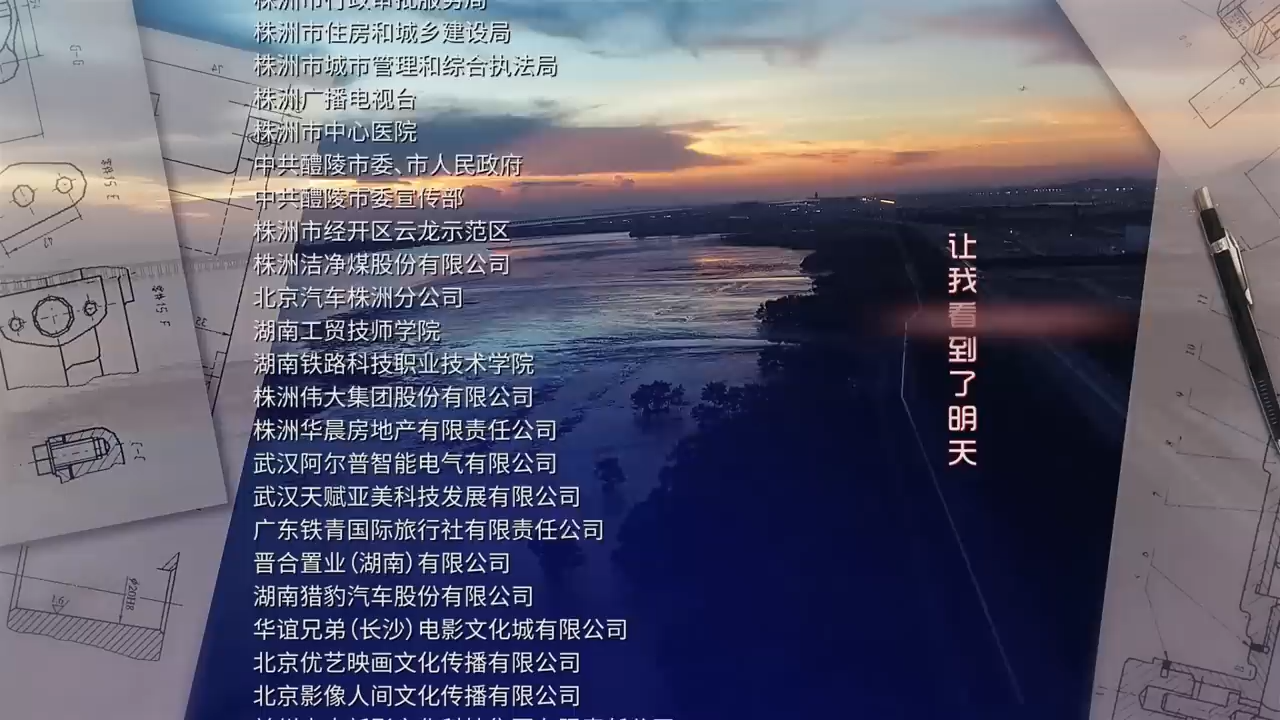 株洲市行政审批服务局
株洲市住房和城乡建设局
株洲市城市管理和综合执法局
株洲广播电视台
株洲市中心医院
中共醴陵市委、市人民政府
中共醴陵市委宣传部
株洲市经开区云龙示范区
株洲洁净煤股份有限公司
北京汽车株洲分公司
湖南工贸技师学院
湖南铁路科技职业技术学院
株洲伟大集团股份有限公司
株洲华晨房地产有限责任公司
武汉阿尔普智能电气有限公司
武汉天赋亚美科技发展有限公司
广东铁青国际旅行社有限责任公司
晋合置业（湖南）有限公司
湖南猎豹汽车股份有限公司
华谊兄弟（长沙）电影文化城有限公司
北京优艺映画文化传播有限公司
北京影像人间文化传播有限公司
让我看到了明天
φ20H8
1.6